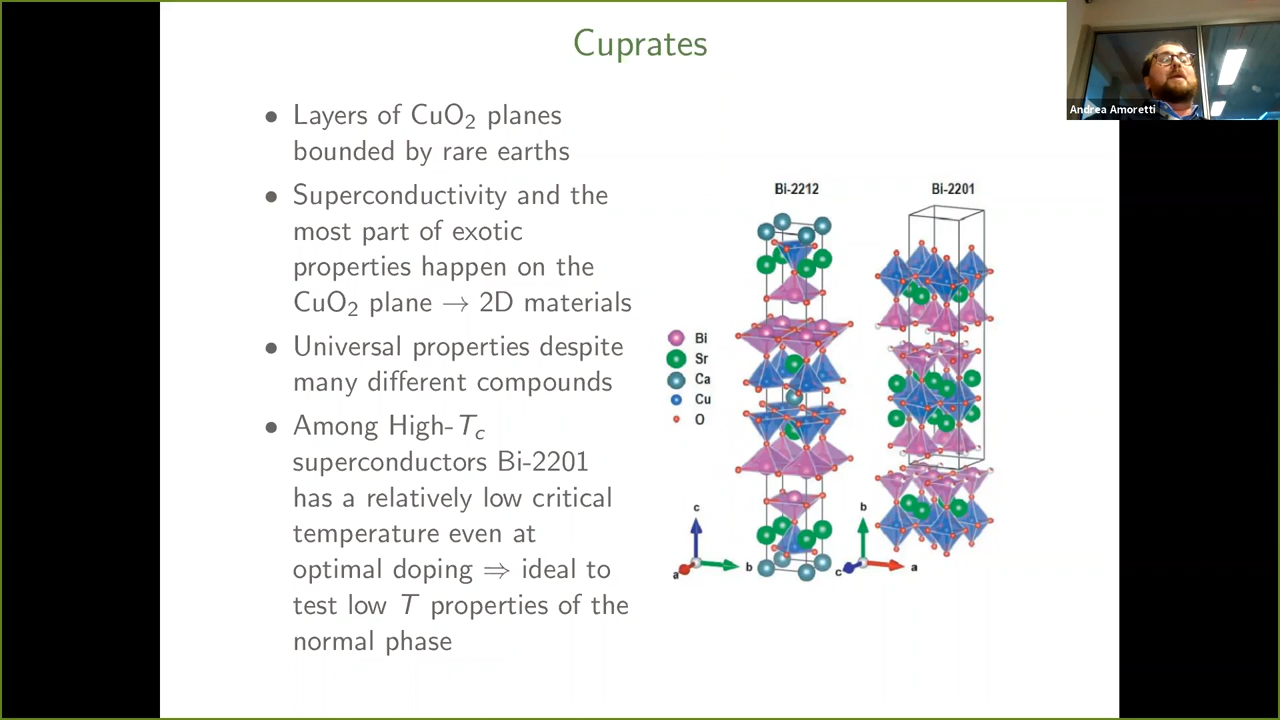 Cuprates
Andrea Amoretti
• Layers of CuO₂ planes
bounded by rare earths
• Superconductivity and the
most part of exotic
properties happen on the
CuO₂ plane → 2D materials
• Universal properties despite
many different compounds
• Among High-T_c
superconductors Bi-2201
has a relatively low critical
temperature even at
optimal doping ⇒ ideal to
test low T properties of the
normal phase
Bi-2212
Bi-2201
Bi
Sr
Ca
Cu
O
c
b
a
b
a
c